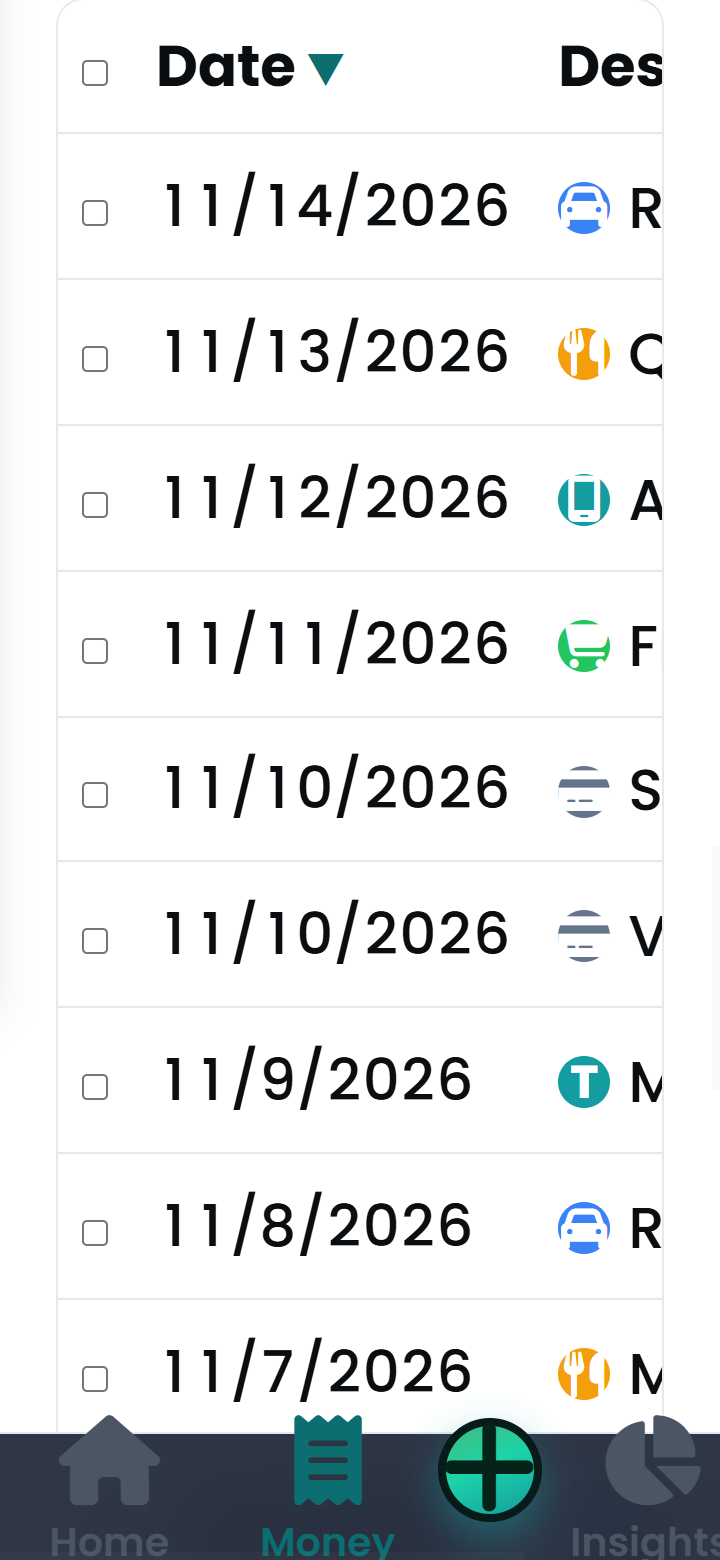 Date ▼ Des
11/14/2026 R
11/13/2026 Q
11/12/2026 A
11/11/2026 F
11/10/2026 S
11/10/2026 V
11/9/2026 M
11/8/2026 R
11/7/2026 M
Home Money Insights